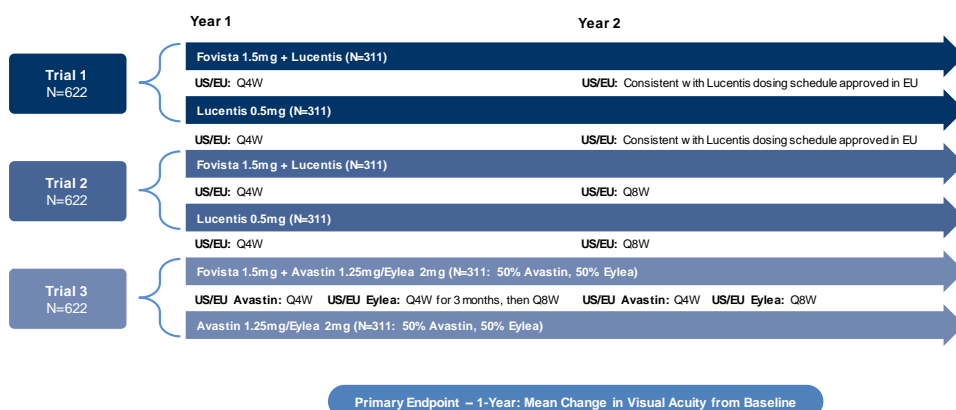 Year 1 Year 2
Fovista 1.5mg + Lucentis (N=311)
Trial 1
N=622
US/EU: Q4W US/EU: Consistent with Lucentis dosing schedule approved in EU
Lucentis 0.5mg (N=311)
US/EU: Q4W US/EU: Consistent with Lucentis dosing schedule approved in EU
Fovista 1.5mg + Lucentis (N=311)
Trial 2
N=622
US/EU: Q4W US/EU: Q8W
Lucentis 0.5mg (N=311)
US/EU: Q4W US/EU: Q8W
Fovista 1.5mg + Avastin 1.25mg/Eylea 2mg (N=311: 50% Avastin, 50% Eylea)
Trial 3
N=622
US/EU Avastin: Q4W US/EU Eylea: Q4W for 3 months, then Q8W US/EU Avastin: Q4W US/EU Eylea: Q8W
Avastin 1.25mg/Eylea 2mg (N=311: 50% Avastin, 50% Eylea)
Primary Endpoint – 1-Year: Mean Change in Visual Acuity from Baseline